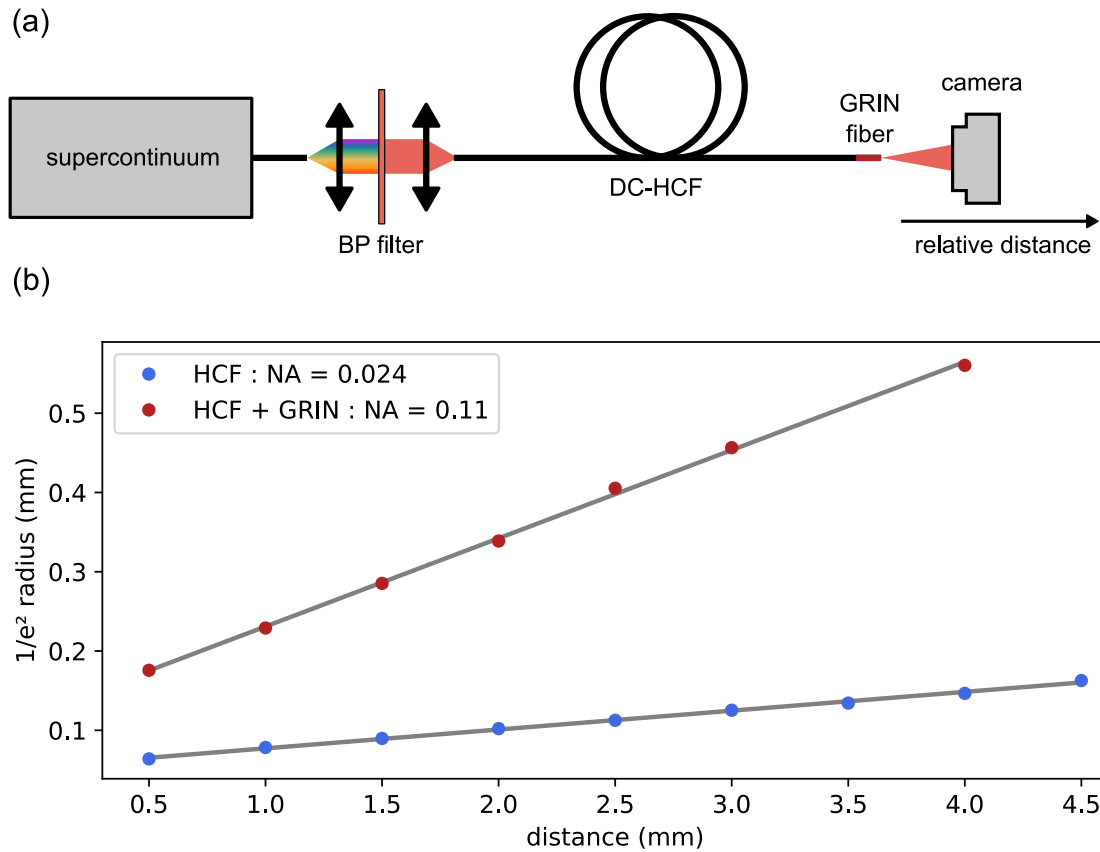 (a)
supercontinuum
BP filter
DC-HCF
GRIN
fiber
camera
relative distance
(b)
HCF : NA = 0.024
HCF + GRIN : NA = 0.11
1/e² radius (mm)
0.5
0.4
0.3
0.2
0.1
0.5 1.0 1.5 2.0 2.5 3.0 3.5 4.0 4.5
distance (mm)